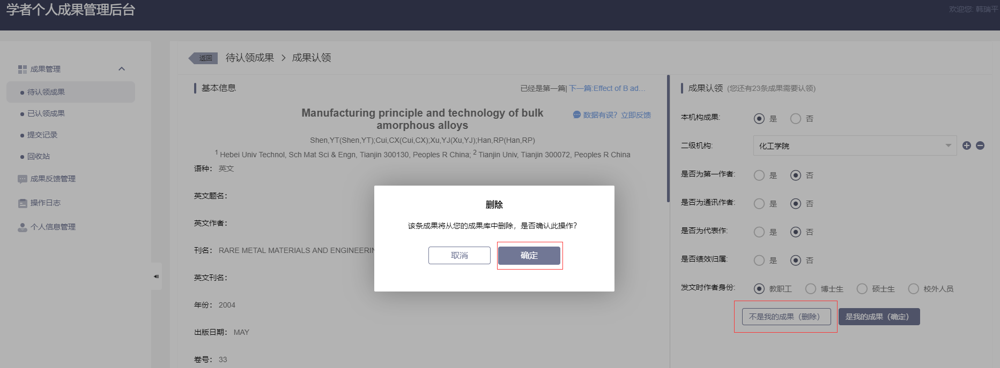 学者个人成果管理后台
欢迎您: 韩瑞平
成果管理
待认领成果
已认领成果
提交记录
回收站
成果反馈管理
操作日志
个人信息管理
返回 待认领成果 > 成果认领
基本信息
已经是第一篇| 下一篇:Effect of B ad...
Manufacturing principle and technology of bulk
amorphous alloys
数据有误? 立即反馈
Shen,YT(Shen,YT);Cui,CX(Cui,CX);Xu,YJ(Xu,YJ);Han,RP(Han,RP)
1 Hebei Univ Technol, Sch Mat Sci & Engn, Tianjin 300130, Peoples R China; 2 Tianjin Univ, Tianjin 300072, Peoples R China
语种: 英文
英文题名:
英文作者:
刊名: RARE METAL MATERIALS AND ENGINEERIN
英文刊名:
年份: 2004
出版日期: MAY
卷号: 33
删除
该条成果将从您的成果库中删除，是否确认此操作?
取消 确定
成果认领 (您还有23条成果需要认领)
本机构成果: 是 否
二级机构: 化工学院
是否为第一作者: 是 否
是否为通讯作者: 是 否
是否为代表作: 是 否
是否绩效归属: 是 否
发文时作者身份: 教职工 博士生 硕士生 校外人员
不是我的成果（删除） 是我的成果（确定）